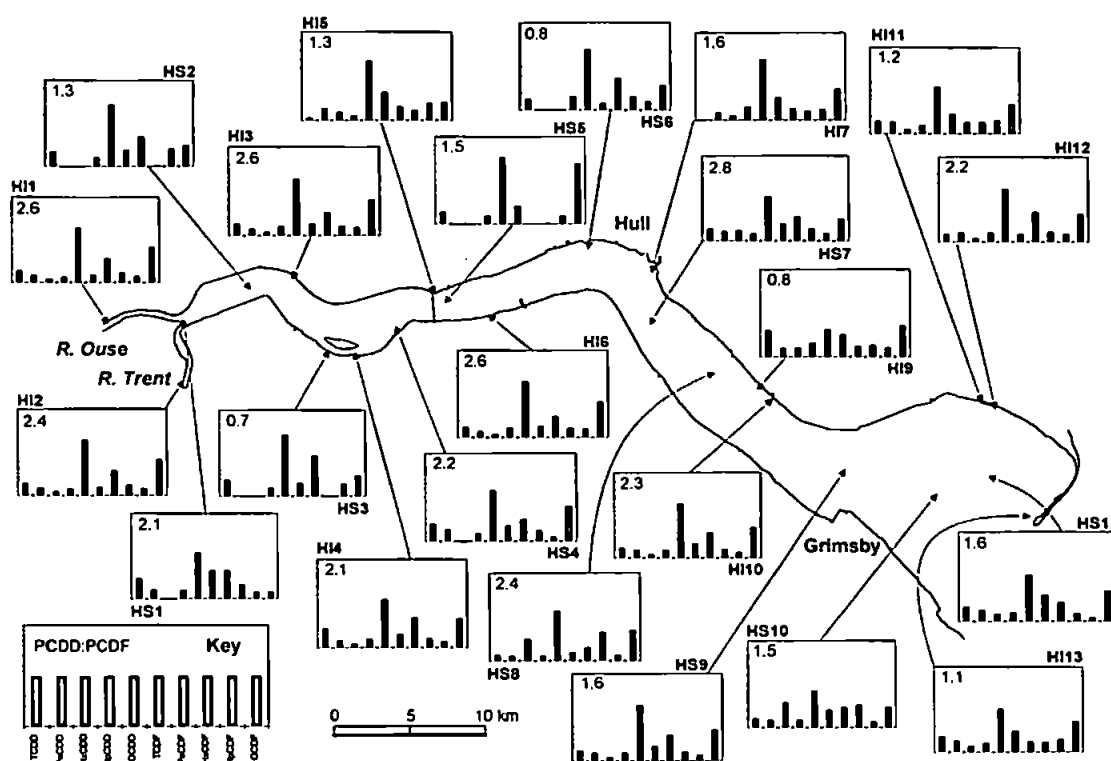 HI5
1.3
0.8
HS6
1.6
HI7
HI11
1.2
HS2
1.3
HI3
2.6
HS5
1.5
HI12
2.2
HI1
2.6
Hull
2.8
HS7
R. Ouse
R. Trent
0.8
HI9
HI2
2.4
0.7
HS3
HI6
2.6
2.2
HS4
2.3
HI10
Grimsby
HS1
1.6
2.1
HS1
HI4
2.1
2.4
HS8
HS10
1.5
HS9
1.6
HI13
1.1
PCDD:PCDF Key
0 5 10 km
TCDD
OCDD
TCDF
OCDF